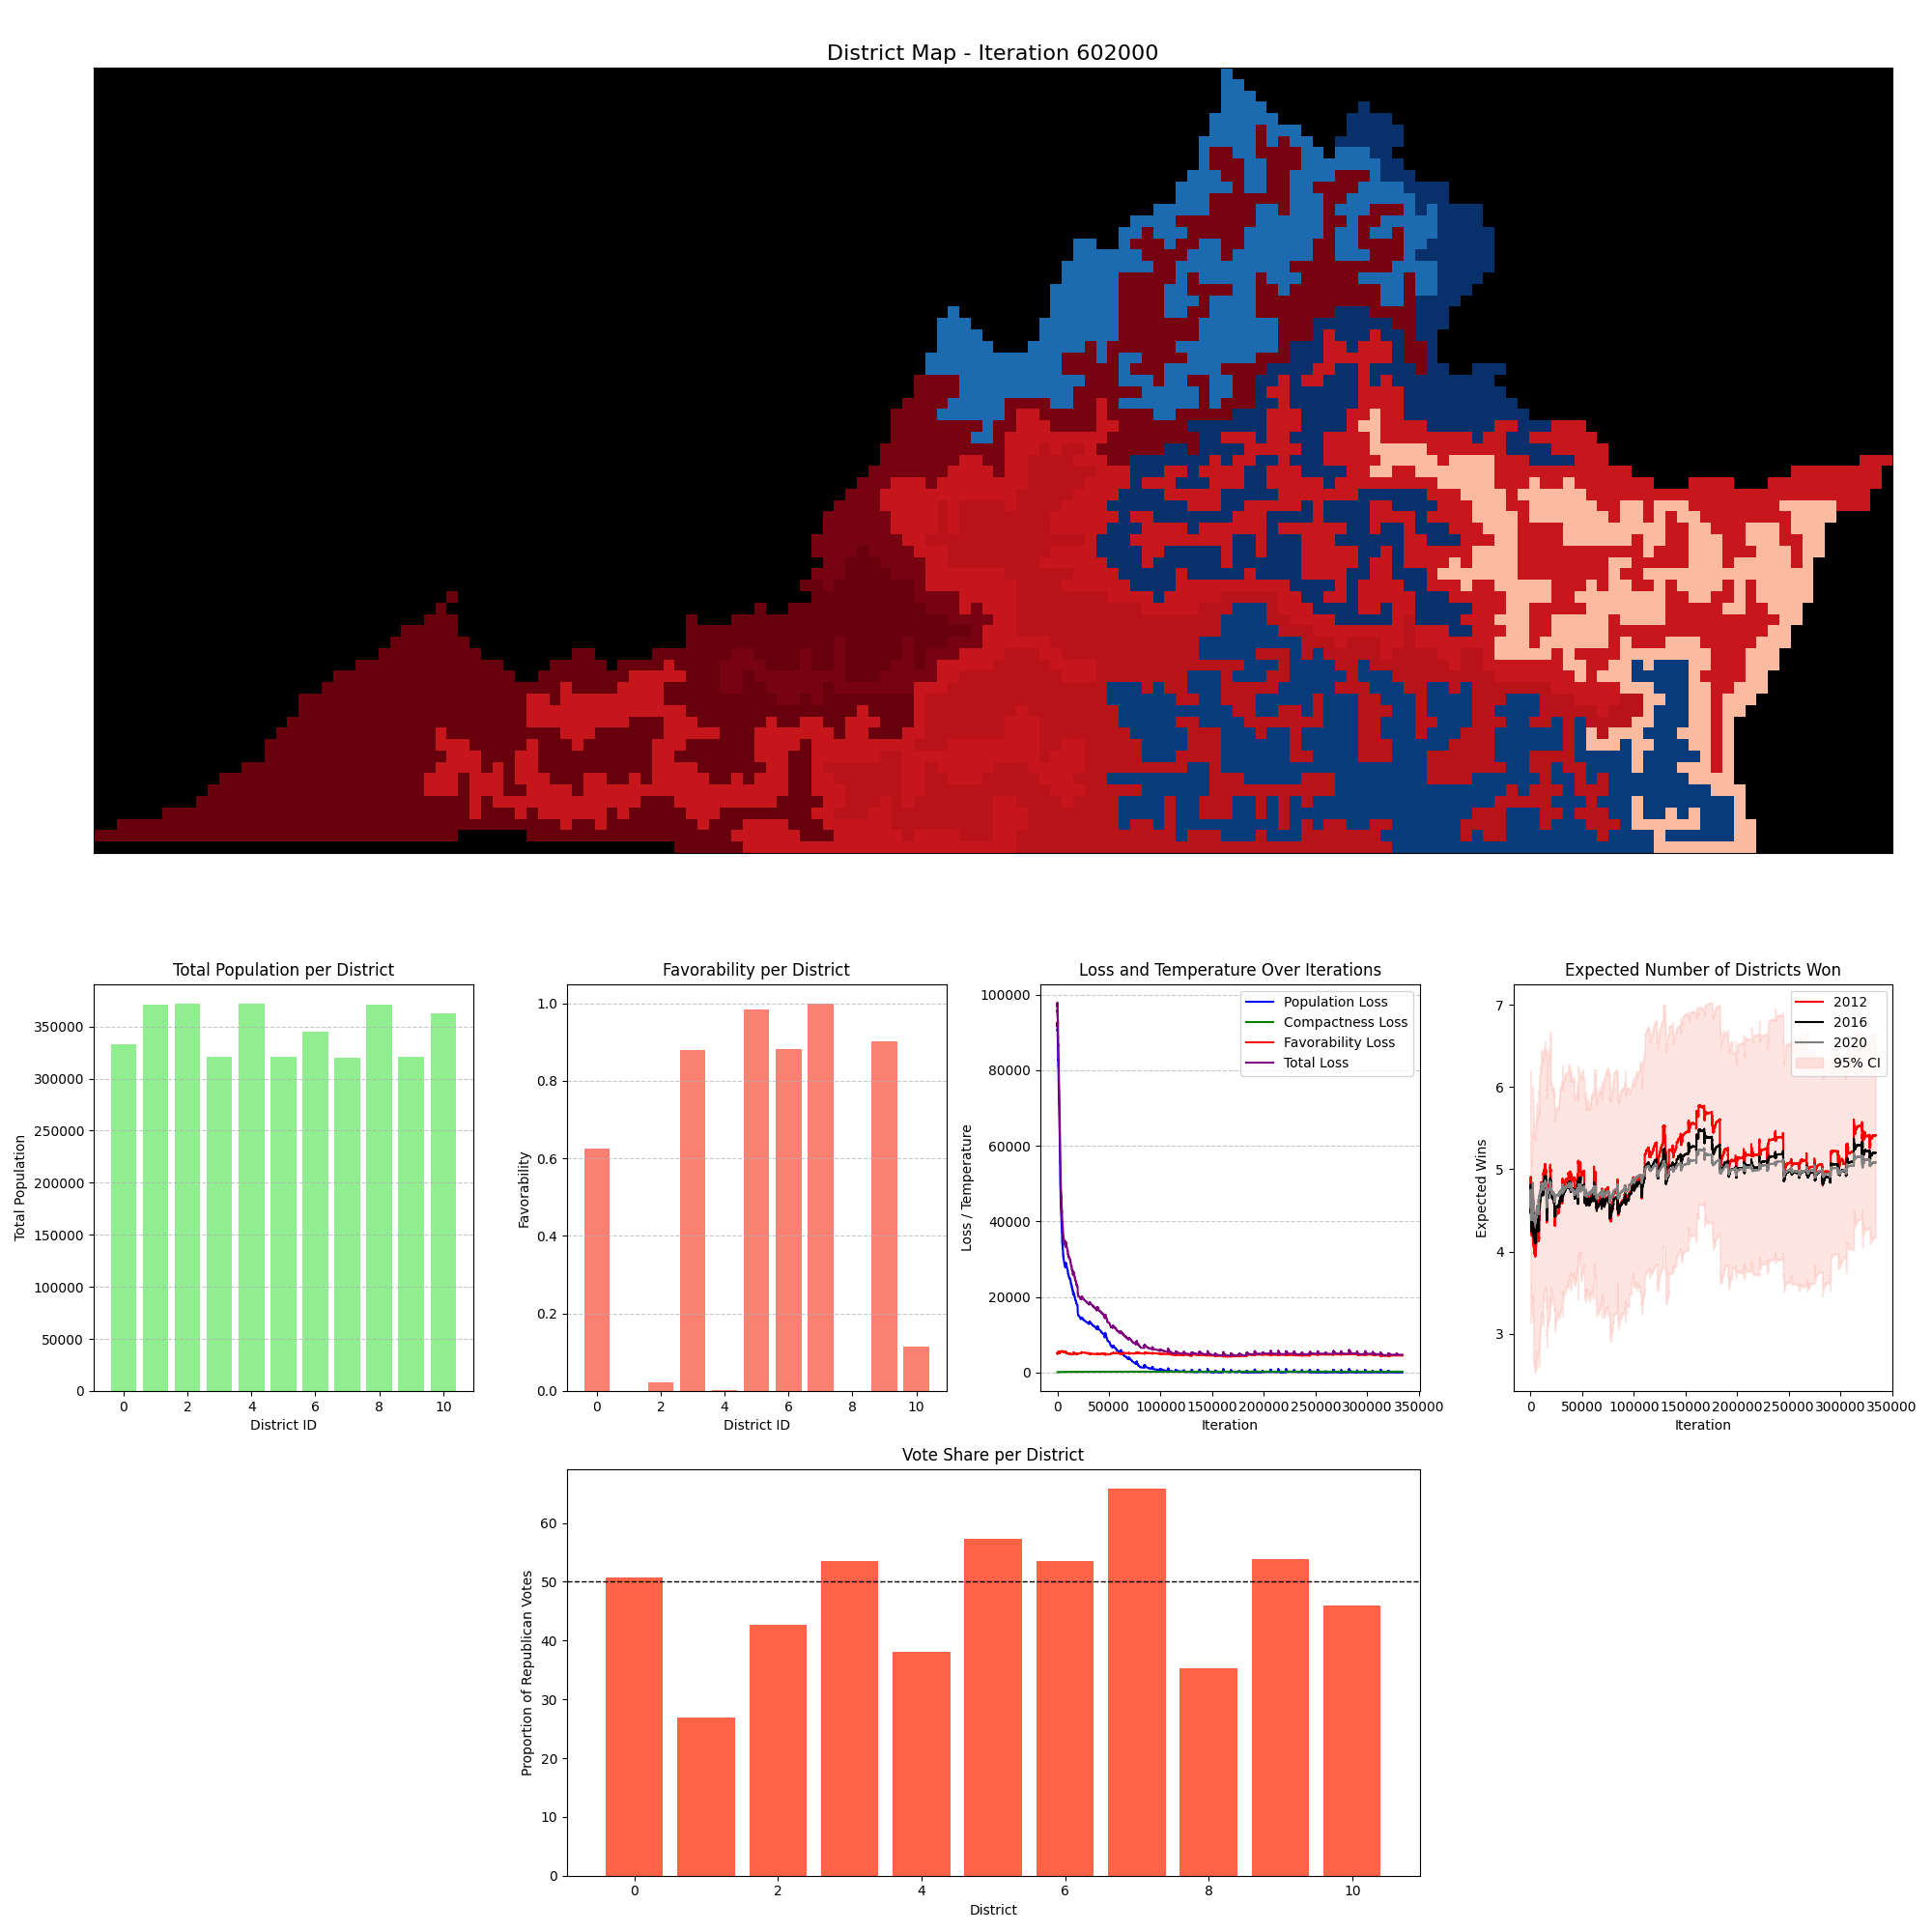 District Map - Iteration 602000
Total Population per District
Total Population
350000
300000
250000
200000
150000
100000
50000
0
0 2 4 6 8 10
District ID
Favorability per District
Favorability
1.0
0.8
0.6
0.4
0.2
0.0
0 2 4 6 8 10
District ID
Loss and Temperature Over Iterations
Loss / Temperature
100000
80000
60000
40000
20000
0
Population Loss
Compactness Loss
Favorability Loss
Total Loss
0 50000 100000 150000 200000 250000 300000 350000
Iteration
Expected Number of Districts Won
Expected Wins
7
6
5
4
3
2012
2016
2020
95% CI
0 50000 100000 150000 200000 250000 300000 350000
Iteration
Vote Share per District
Proportion of Republican Votes
60
50
40
30
20
10
0
0 2 4 6 8 10
District